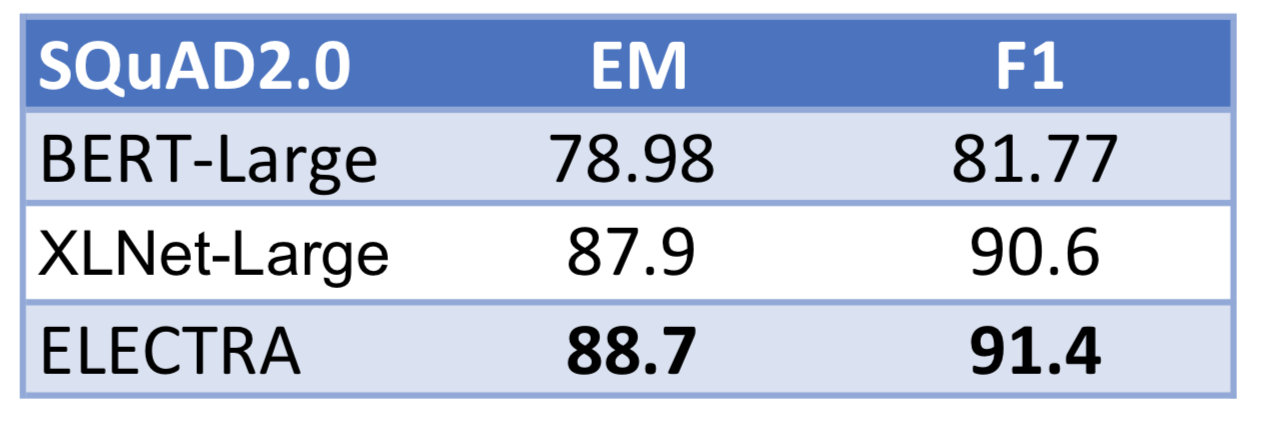 SQuAD2.0 EM F1
BERT-Large 78.98 81.77
XLNet-Large 87.9 90.6
ELECTRA 88.7 91.4